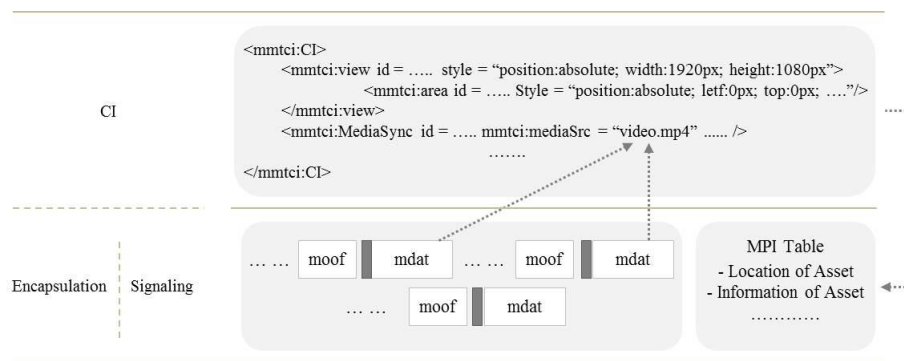 CI
<mmtci:CI>
<mmtci:view id = ..... style = “position:absolute; width:1920px; height:1080px”>
<mmtci:area id = ..... Style = “position:absolute; letf:0px; top:0px; ....”/>
</mmtci:view>
<mmtci:MediaSync id = ..... mmtci:mediaSrc = “video.mp4” ...... />
.......
</mmtci:CI>
Encapsulation
Signaling
... ... moof mdat ... ... moof mdat
... ... moof mdat
MPI Table
- Location of Asset
- Information of Asset
…………